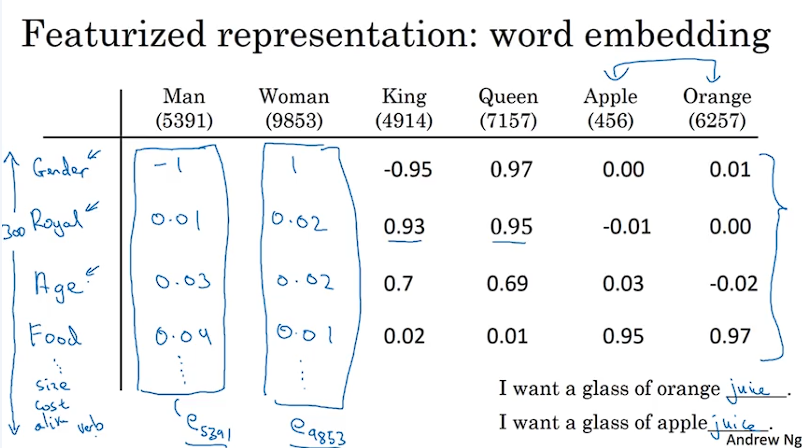 Featurized representation: word embedding
Man Woman King Queen Apple Orange
(5391) (9853) (4914) (7157) (456) (6257)
Gender -1 1 -0.95 0.97 0.00 0.01
300 Royal 0.01 0.02 0.93 0.95 -0.01 0.00
Age 0.03 0.02 0.7 0.69 0.03 -0.02
Food 0.04 0.01 0.02 0.01 0.95 0.97
size
cost
alive verb
e5391 e9853
I want a glass of orange juice.
I want a glass of apple juice.
Andrew Ng